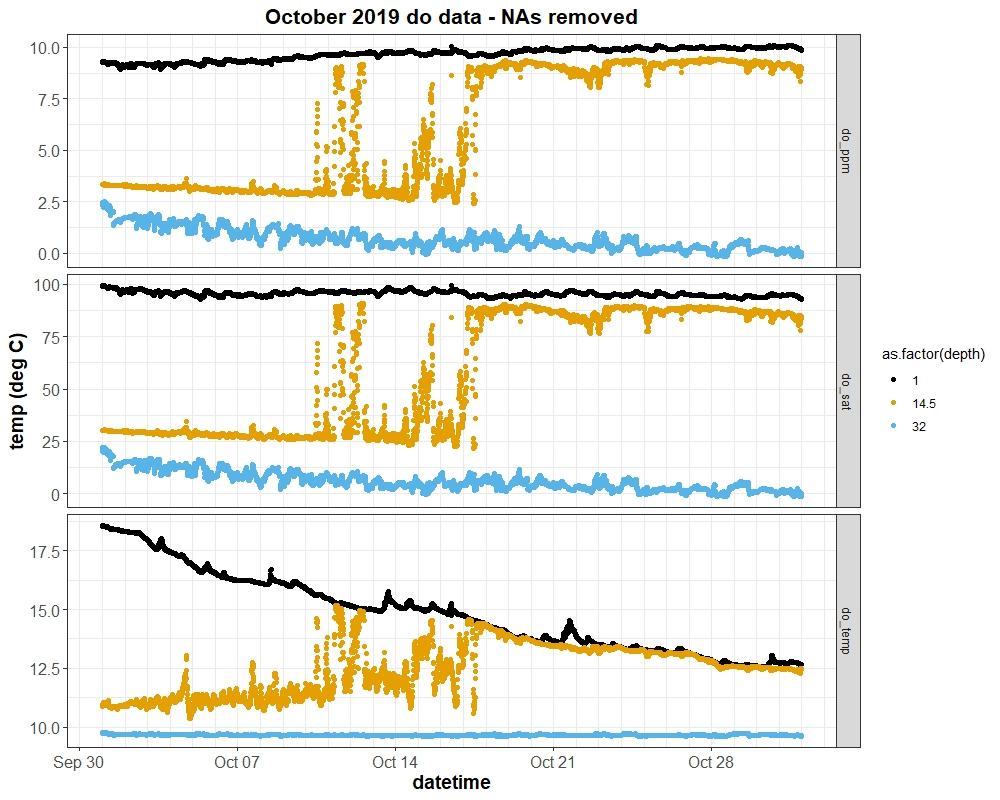 October 2019 do data - NAs removed
10.0
7.5
5.0
2.5
0.0
do_ppm
100
75
50
25
0
do_sat
17.5
15.0
12.5
10.0
do_temp
temp (deg C)
Sep 30
Oct 07
Oct 14
Oct 21
Oct 28
datetime
as.factor(depth)
1
14.5
32